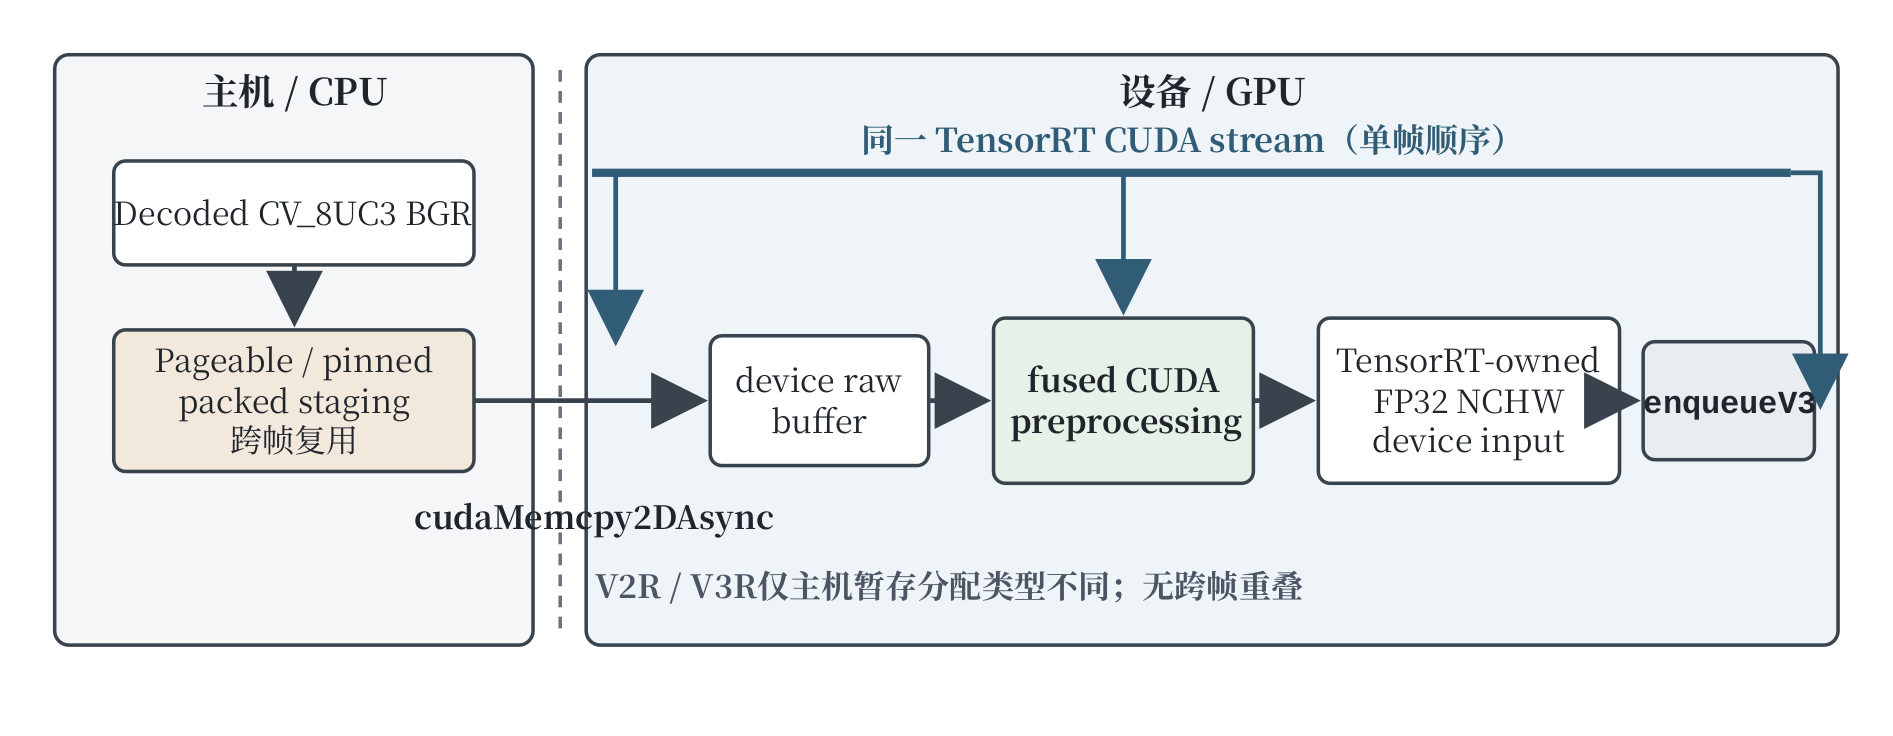 主机 / CPU
Decoded CV_8UC3 BGR
Pageable / pinned
packed staging
跨帧复用
cudaMemcpy2DAsync
设备 / GPU
同一 TensorRT CUDA stream（单帧顺序）
device raw
buffer
fused CUDA
preprocessing
TensorRT-owned
FP32 NCHW
device input
enqueueV3
V2R / V3R仅主机暂存分配类型不同；无跨帧重叠